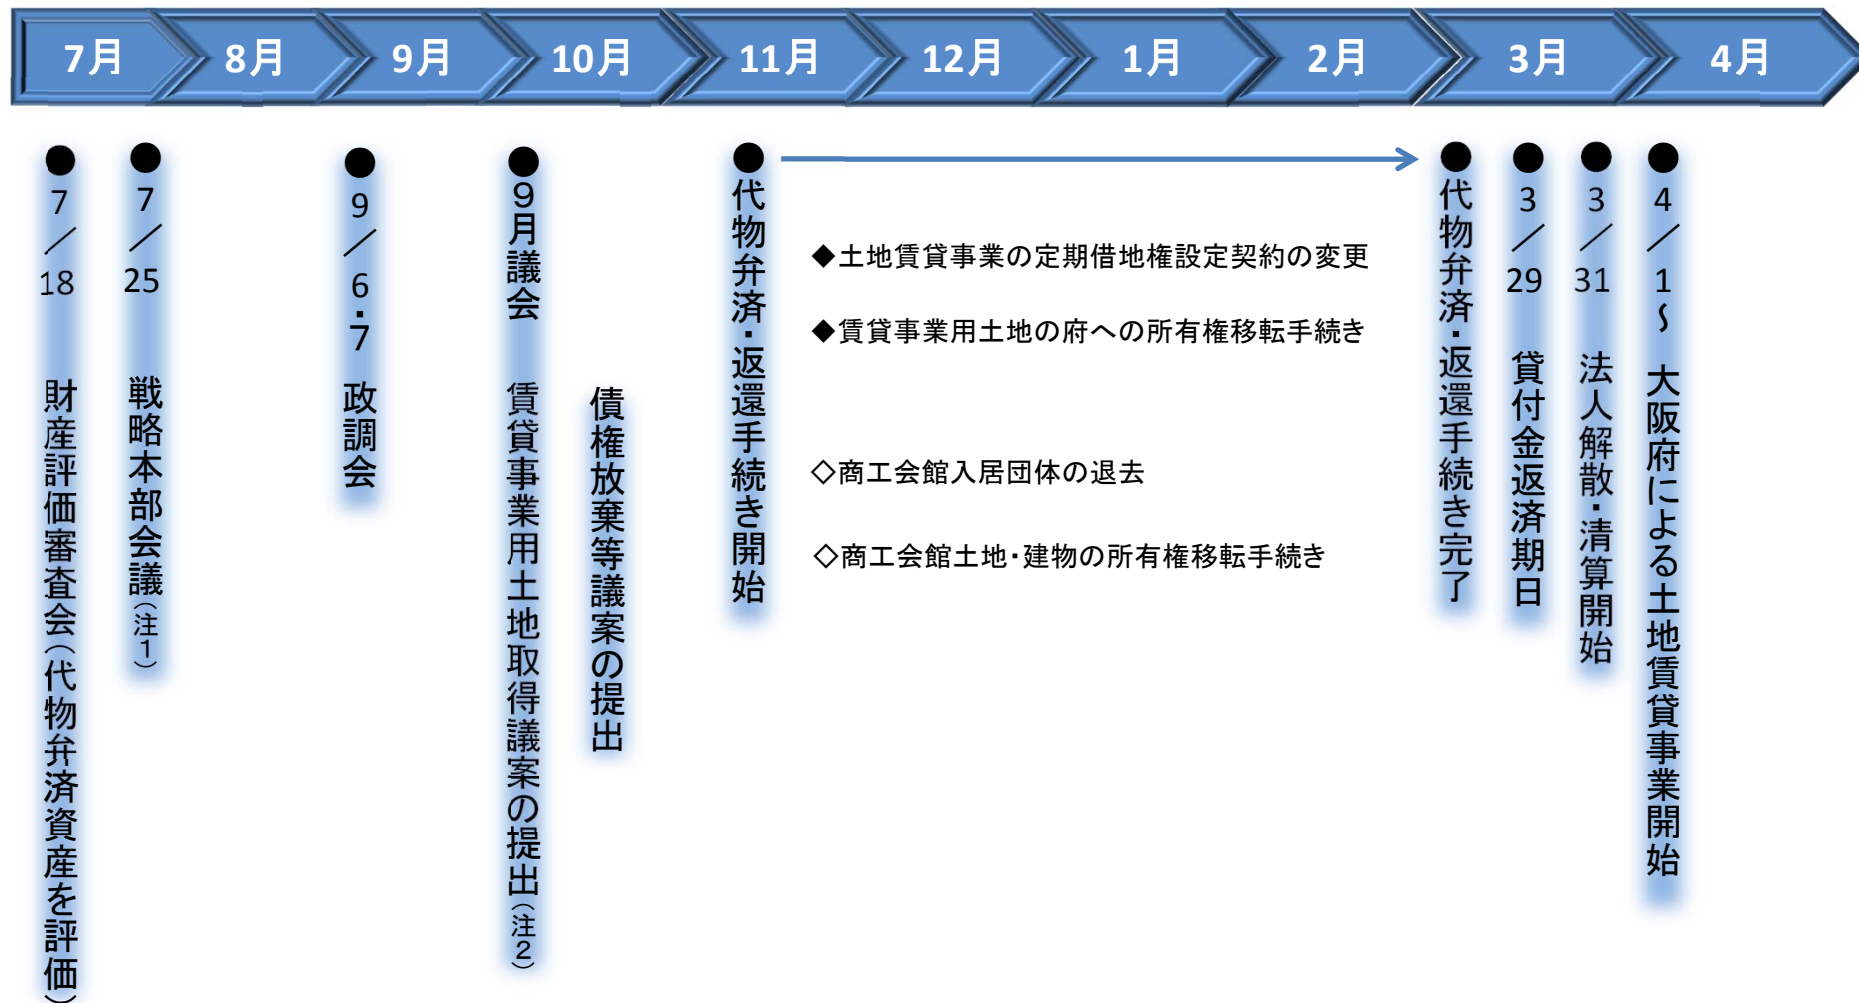 7月
8月
9月
10月
11月
12月
1月
2月
3月
4月
●7／18 財産評価審査会（代物弁済資産を評価）
●7／25 戦略本部会議（注１）
●9／6・7 政調会
●９月議会 賃貸事業用土地取得議案の提出（注２）
債権放棄等議案の提出
●代物弁済・返還手続き開始
◆土地賃貸事業の定期借地権設定契約の変更
◆賃貸事業用土地の府への所有権移転手続き
◇商工会館入居団体の退去
◇商工会館土地・建物の所有権移転手続き
●代物弁済・返還手続き完了
●3／29 貸付金返済期日
●3／31 法人解散・清算開始
●4／1～ 大阪府による土地賃貸事業開始